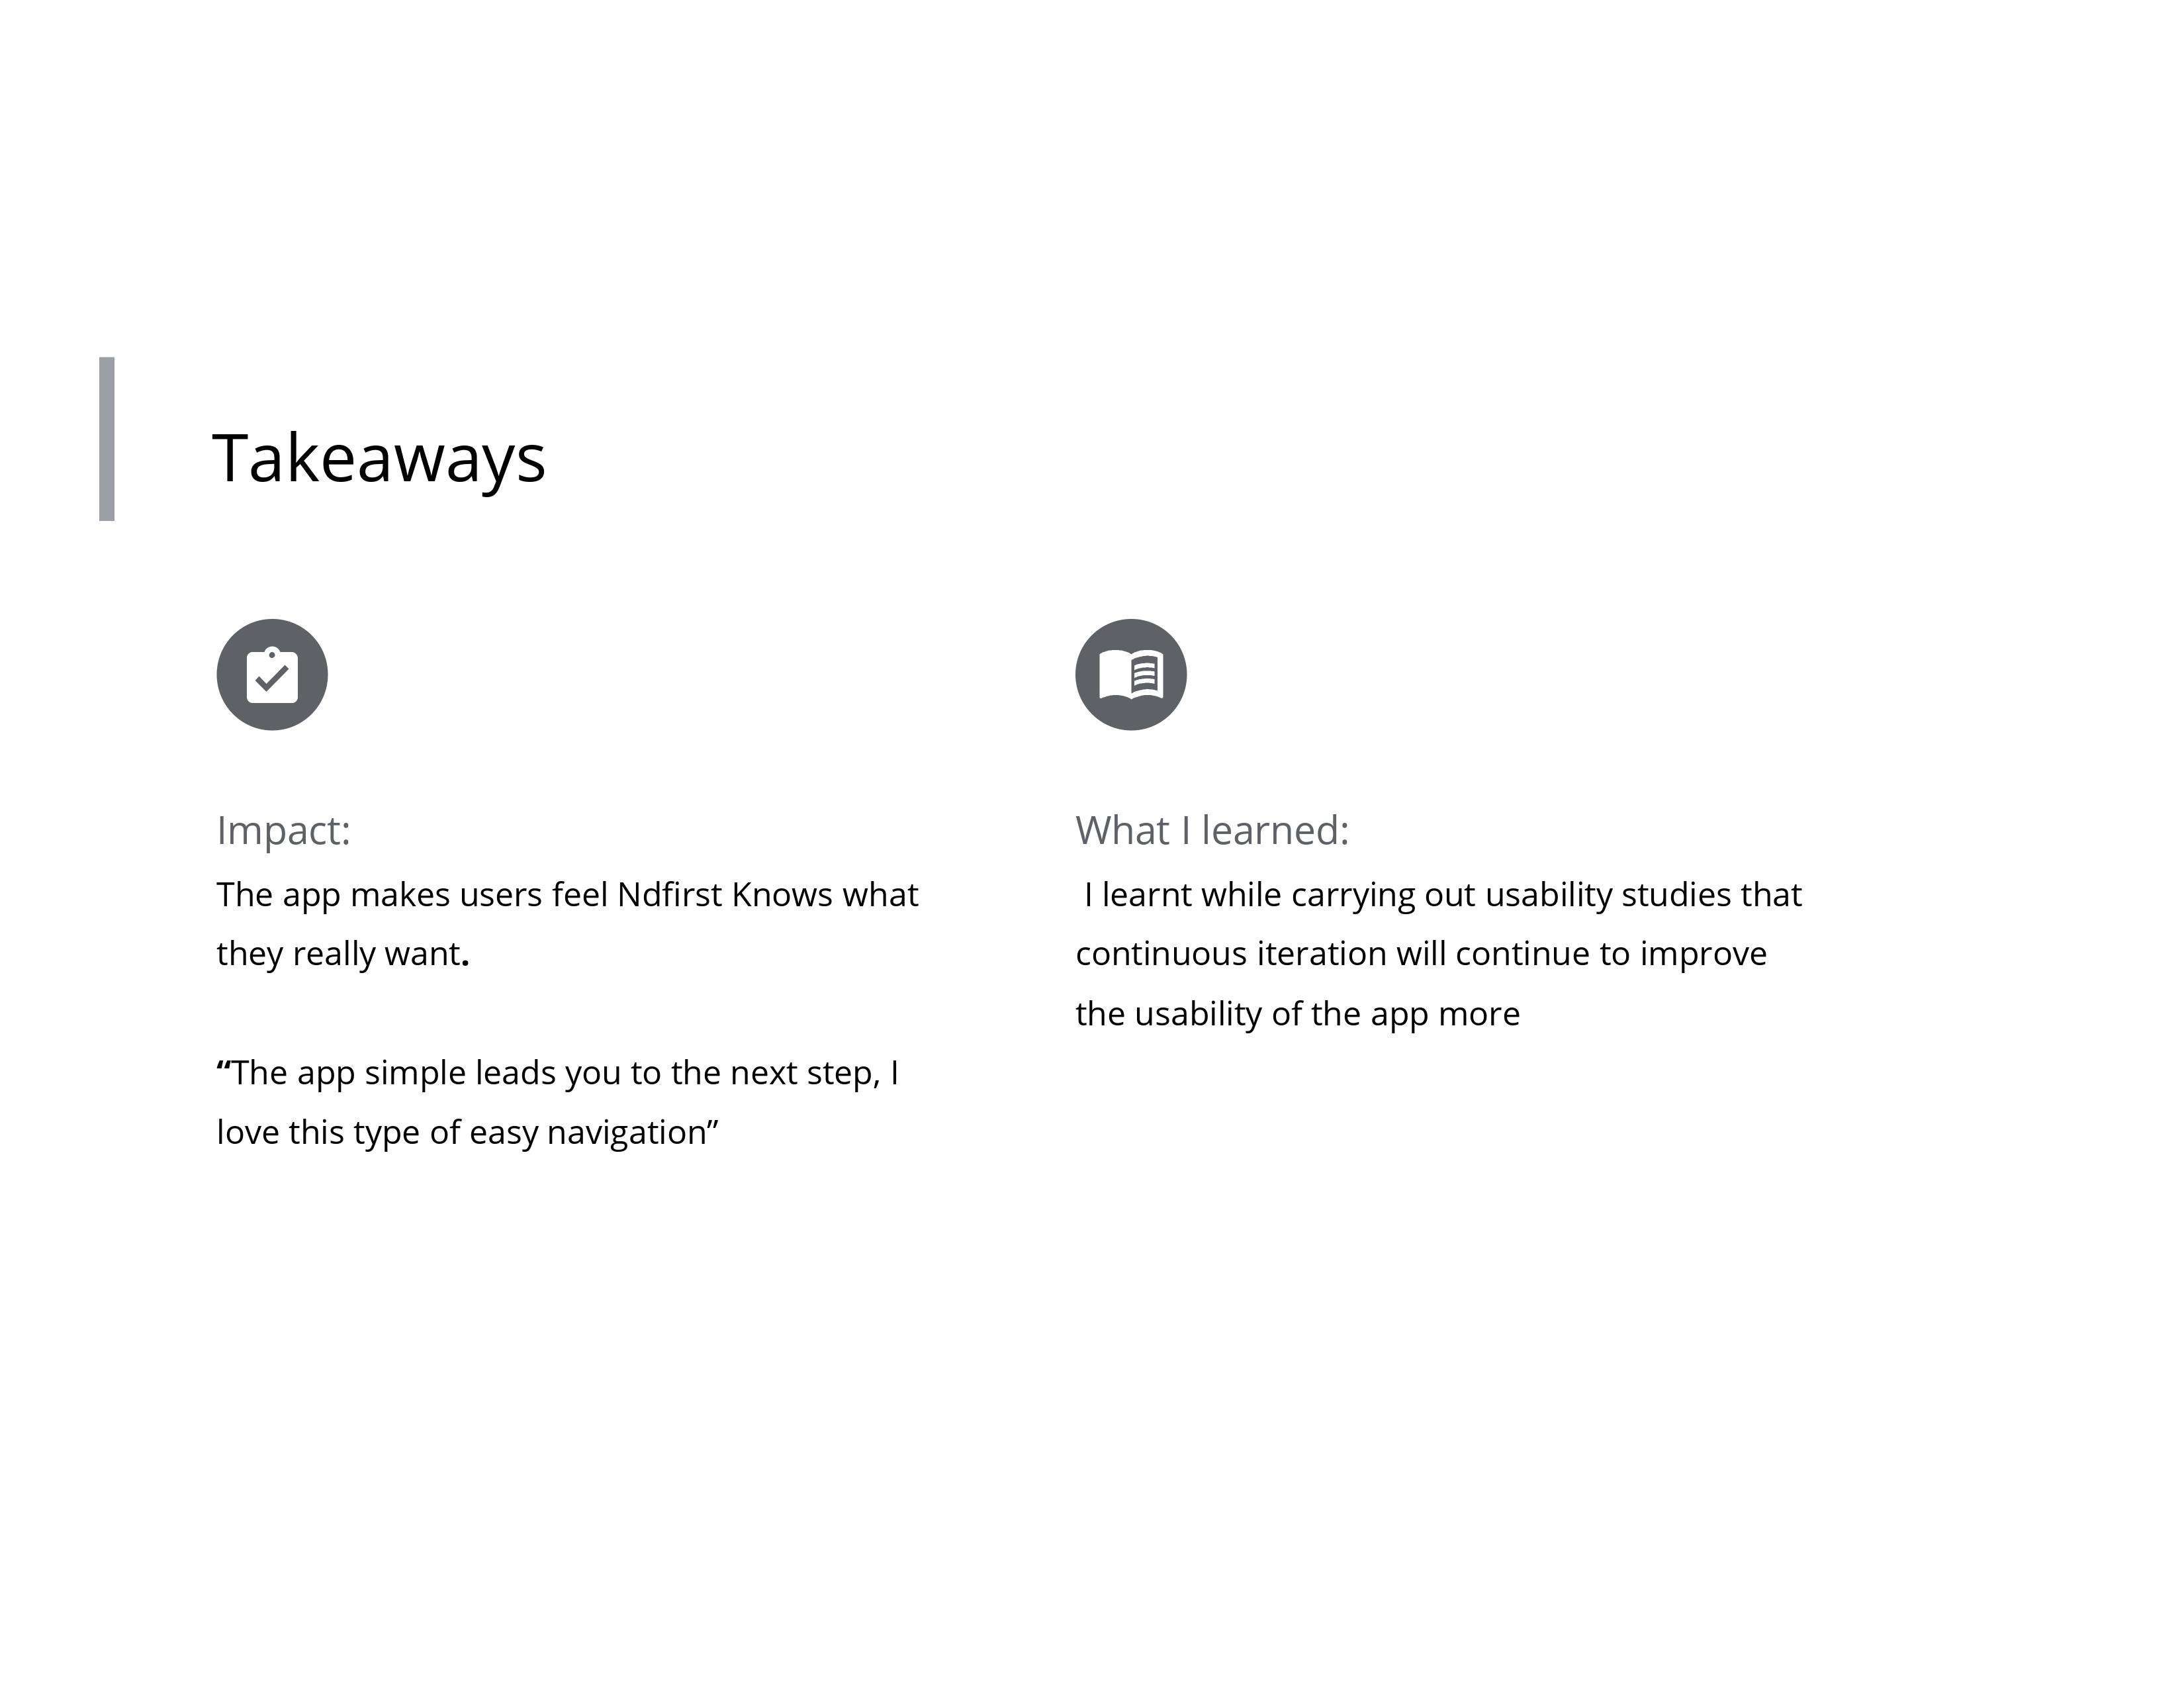 Takeaways
Impact:
The app makes users feel Ndfirst Knows what
they really want.
“The app simple leads you to the next step, I
love this type of easy navigation”
What I learned:
I learnt while carrying out usability studies that
continuous iteration will continue to improve
the usability of the app more